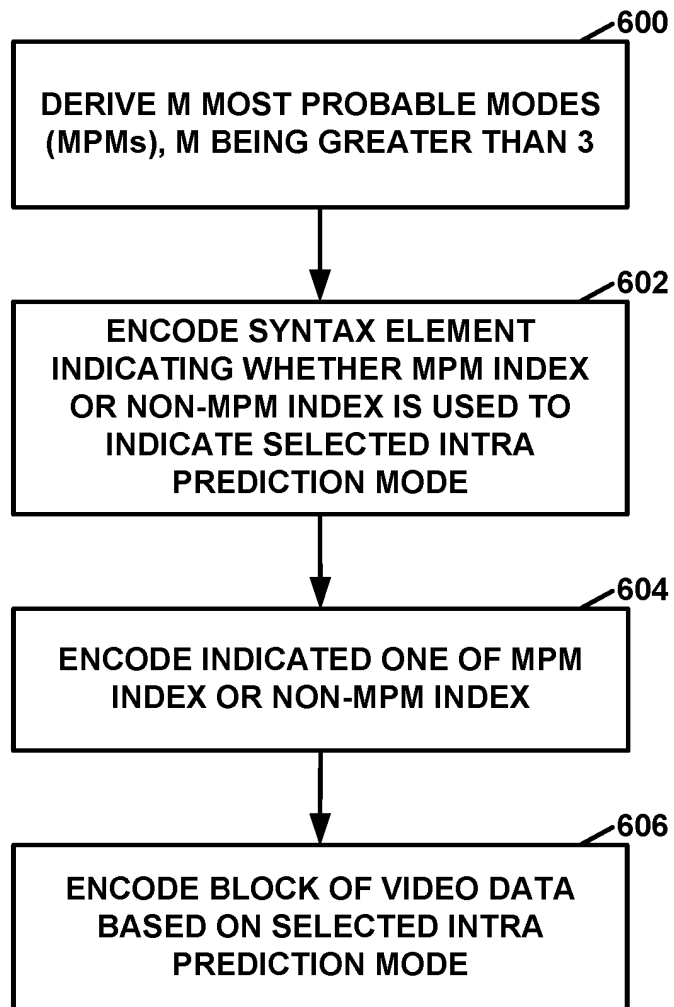 600
DERIVE M MOST PROBABLE MODES
(MPMs), M BEING GREATER THAN 3
602
ENCODE SYNTAX ELEMENT
INDICATING WHETHER MPM INDEX
OR NON-MPM INDEX IS USED TO
INDICATE SELECTED INTRA
PREDICTION MODE
604
ENCODE INDICATED ONE OF MPM
INDEX OR NON-MPM INDEX
606
ENCODE BLOCK OF VIDEO DATA
BASED ON SELECTED INTRA
PREDICTION MODE